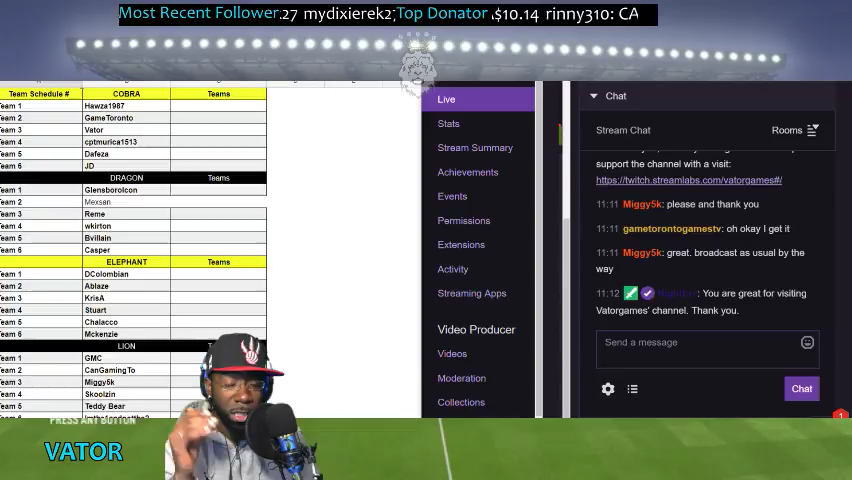 Most Recent Follower:27 mydixierek2; Top Donator \$10.14 rinny310: CA
Team Schedule # COBRA Teams
Team 1 Hawza1987
Team 2 GameToronto
Team 3 Vator
Team 4 cptmurica1513
Team 5 Dafeza
Team 6 JD
DRAGON Teams
Team 1 Glensboroicon
Team 2 Mexsan
Team 3 Reme
Team 4 wkirton
Team 5 Bvillain
Team 6 Casper
ELEPHANT Teams
Team 1 DColombian
Team 2 Ablaze
Team 3 KrisA
Team 4 Stuart
Team 5 Chalacco
Team 6 Mckenzie
LION
Team 1 GMC
Team 2 CanGamingTo
Team 3 Miggy5k
Team 4 Skoolzin
Team 5 Teddy Bear
PRESS ANY BUTTON
VATOR
Live
Stats
Stream Summary
Achievements
Events
Permissions
Extensions
Activity
Streaming Apps
Video Producer
Videos
Moderation
Collections
Chat
Stream Chat Rooms
support the channel with a visit:
https://twitch.streamlabs.com/vatorgames#/
11:11 Miggy5k: please and thank you
11:11 gametorontogamestv: oh okay I get it
11:11 Miggy5k: great. broadcast as usual by the
way
11:12 Nightbot: You are great for visiting
Vatorgames' channel. Thank you.
Send a message
Chat
1